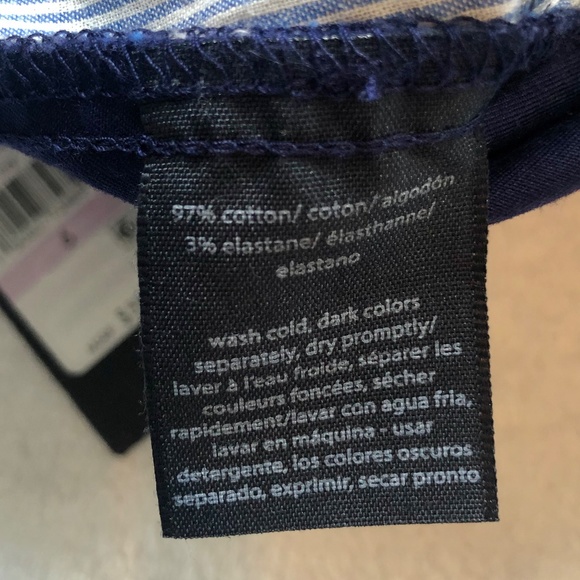 97% cotton/ coton/ algodón
3% elastane/ élasthanne/
elastano
wash cold, dark colors
separately, dry promptly/
laver à l'eau froide, séparer les
couleurs foncées, sécher
rapidement/lavar con agua fria,
lavar en máquina - usar
detergente, los colores oscuros
separado, exprimir, secar pronto